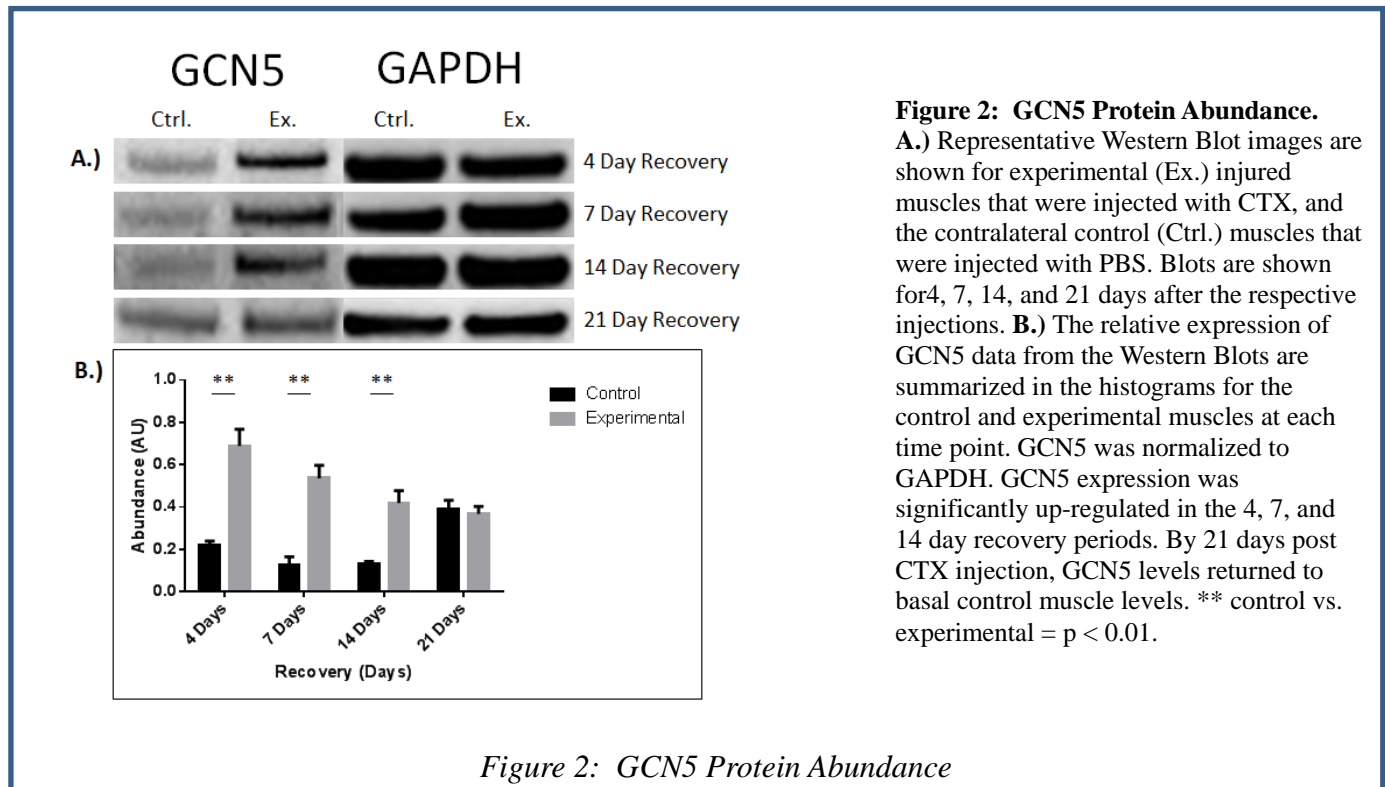 GCN5 GAPDH
Ctrl. Ex. Ctrl. Ex.
A.)
4 Day Recovery
7 Day Recovery
14 Day Recovery
21 Day Recovery
B.)
1.0
0.8
0.6
0.4
0.2
0.0
Abundance (AU)
** ** **
Control
Experimental
4 Days 7 Days 14 Days 21 Days
Recovery (Days)
Figure 2: GCN5 Protein Abundance.
A.) Representative Western Blot images are
shown for experimental (Ex.) injured
muscles that were injected with CTX, and
the contralateral control (Ctrl.) muscles that
were injected with PBS. Blots are shown
for4, 7, 14, and 21 days after the respective
injections. B.) The relative expression of
GCN5 data from the Western Blots are
summarized in the histograms for the
control and experimental muscles at each
time point. GCN5 was normalized to
GAPDH. GCN5 expression was
significantly up-regulated in the 4, 7, and
14 day recovery periods. By 21 days post
CTX injection, GCN5 levels returned to
basal control muscle levels. ** control vs.
experimental = p < 0.01.
Figure 2: GCN5 Protein Abundance